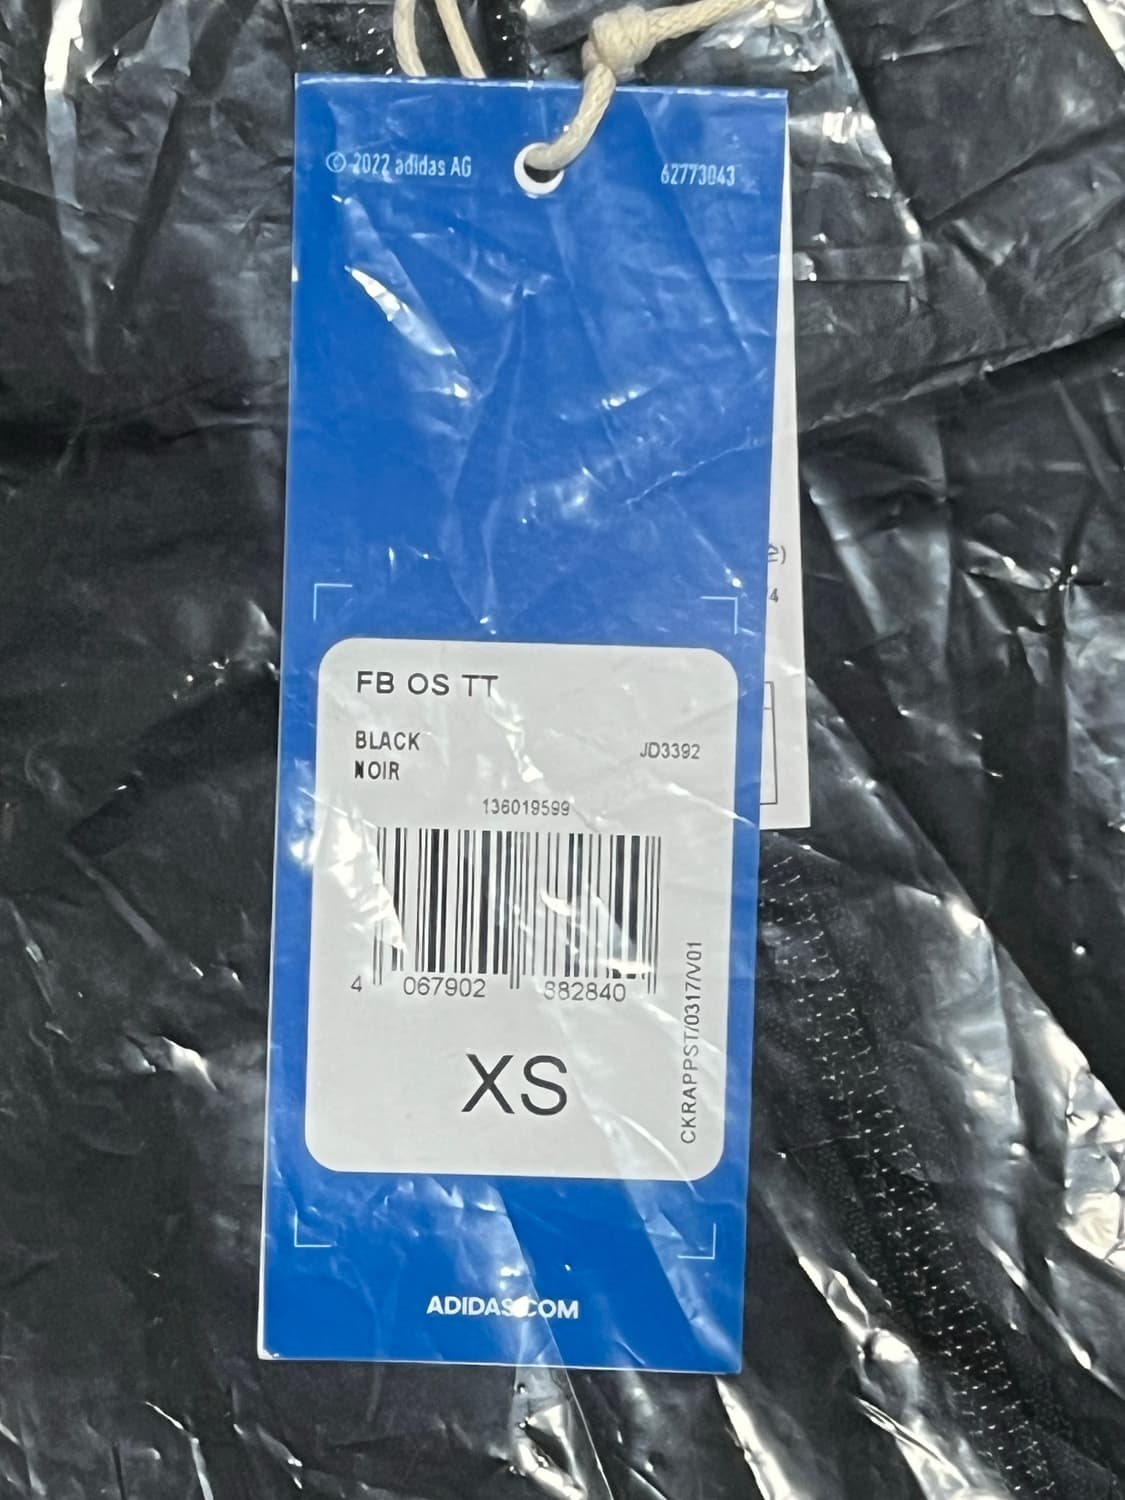 © 2022 adidas AG
62773043
FB OS TT
BLACK
NOIR
JD3392
136019599
4 067902 882840
XS
CKRAPPST/0317/V01
ADIDAS.COM